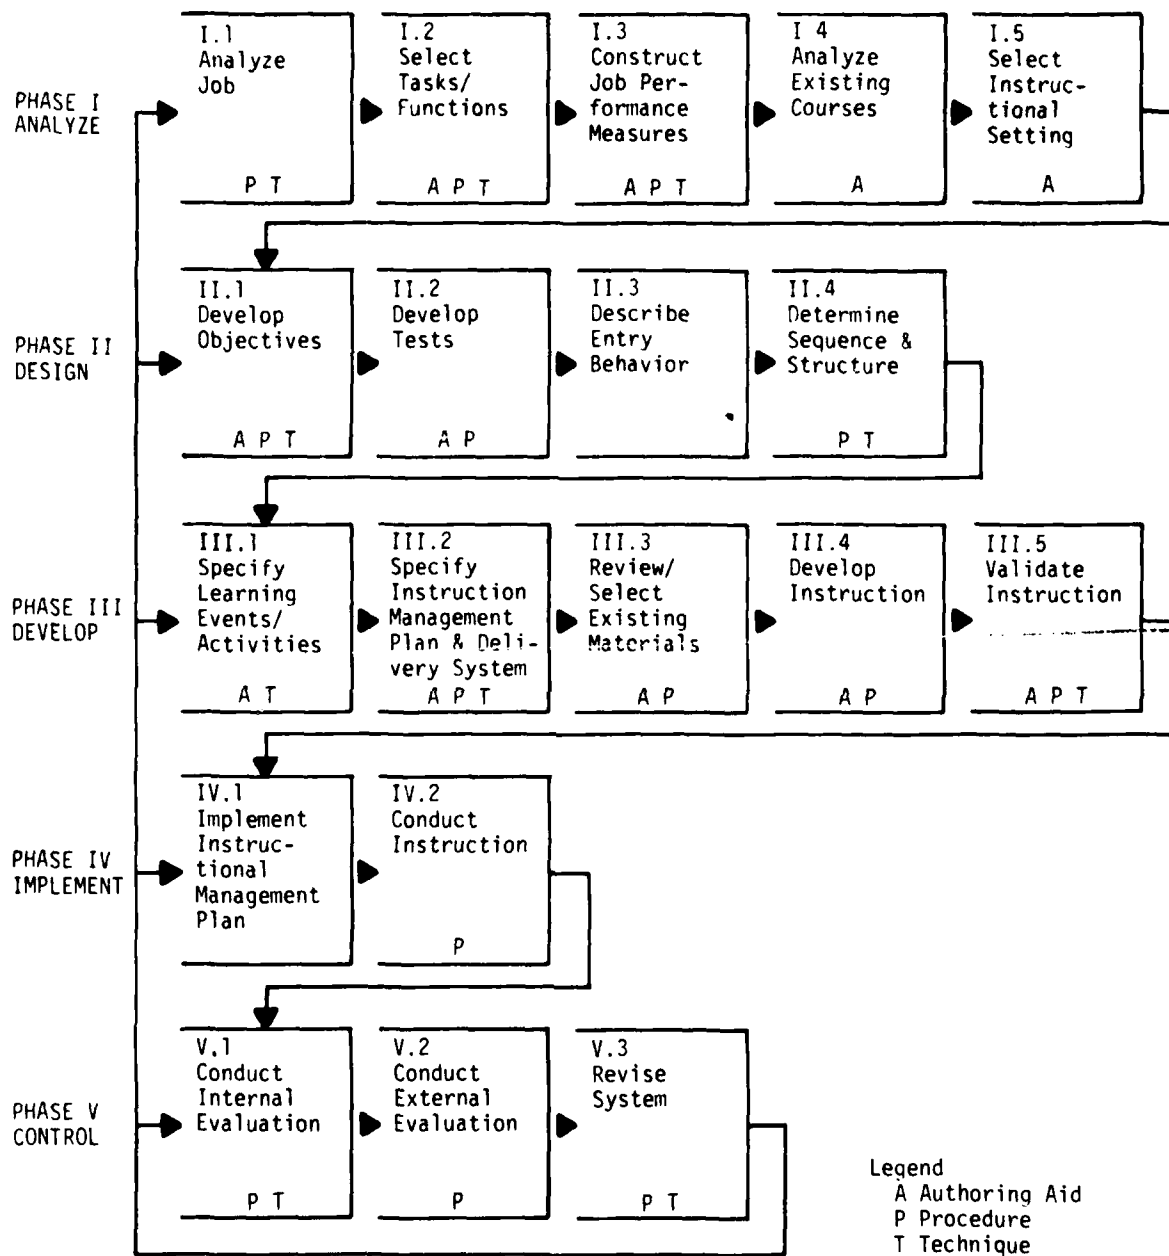 PHASE I
ANALYZE
I.1
Analyze
Job
P T
I.2
Select
Tasks/
Functions
A P T
I.3
Construct
Job Per-
formance
Measures
A P T
I 4
Analyze
Existing
Courses
A
I.5
Select
Instruc-
tional
Setting
A
PHASE II
DESIGN
II.1
Develop
Objectives
A P T
II.2
Develop
Tests
A P
II.3
Describe
Entry
Behavior
II.4
Determine
Sequence &
Structure
P T
PHASE III
DEVELOP
III.1
Specify
Learning
Events/
Activities
A T
III.2
Specify
Instruction
Management
Plan & Deli-
very System
A P T
III.3
Review/
Select
Existing
Materials
A P
III.4
Develop
Instruction
A P
III.5
Validate
Instruction
A P T
PHASE IV
IMPLEMENT
IV.1
Implement
Instruc-
tional
Management
Plan
IV.2
Conduct
Instruction
P
PHASE V
CONTROL
V.1
Conduct
Internal
Evaluation
P T
V.2
Conduct
External
Evaluation
P
V.3
Revise
System
P T
Legend
A Authoring Aid
P Procedure
T Technique